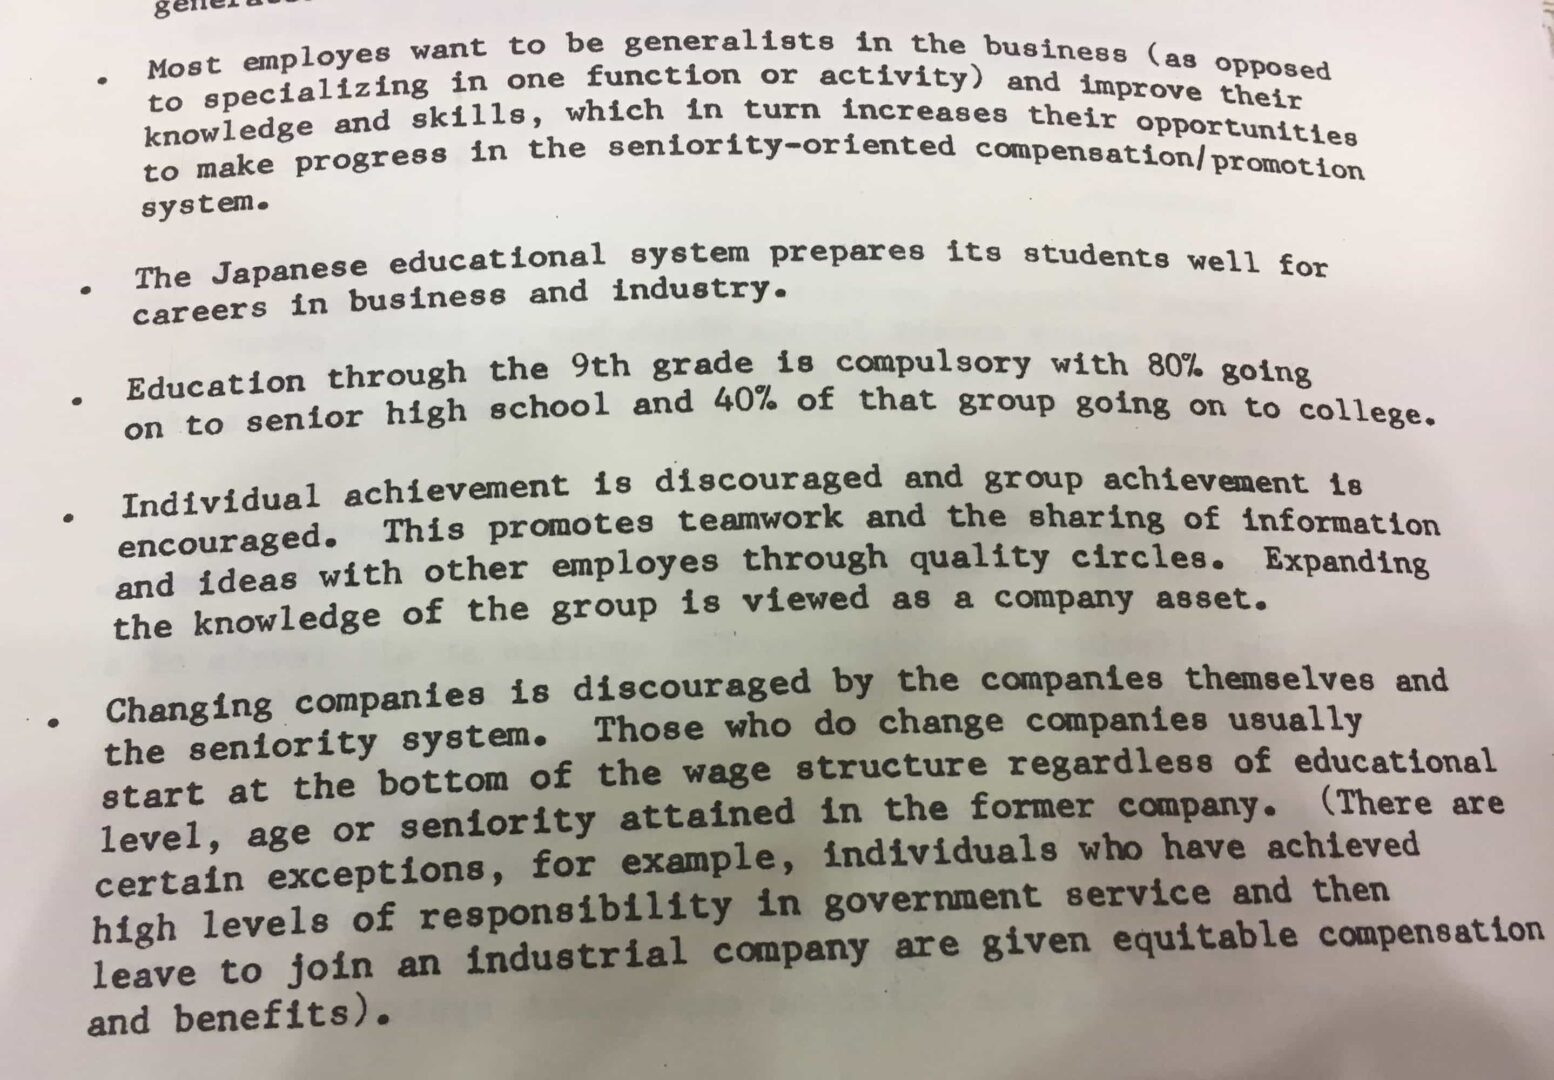 • Most employes want to be generalists in the business (as opposed
to specializing in one function or activity) and improve their
knowledge and skills, which in turn increases their opportunities
to make progress in the seniority-oriented compensation/promotion
system.
• The Japanese educational system prepares its students well for
careers in business and industry.
• Education through the 9th grade is compulsory with 80% going
on to senior high school and 40% of that group going on to college.
• Individual achievement is discouraged and group achievement is
encouraged. This promotes teamwork and the sharing of information
and ideas with other employes through quality circles. Expanding
the knowledge of the group is viewed as a company asset.
• Changing companies is discouraged by the companies themselves and
the seniority system. Those who do change companies usually
start at the bottom of the wage structure regardless of educational
level, age or seniority attained in the former company. (There are
certain exceptions, for example, individuals who have achieved
high levels of responsibility in government service and then
leave to join an industrial company are given equitable compensation
and benefits).